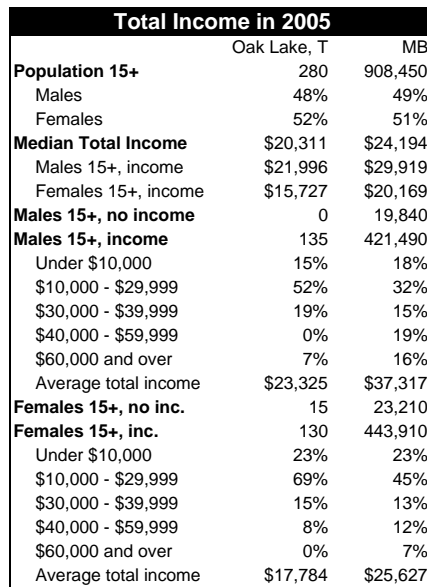 Total Income in 2005
Oak Lake, T MB
Population 15+ 280 908,450
Males 48% 49%
Females 52% 51%
Median Total Income $20,311 $24,194
Males 15+, income $21,996 $29,919
Females 15+, income $15,727 $20,169
Males 15+, no income 0 19,840
Males 15+, income 135 421,490
Under $10,000 15% 18%
$10,000 - $29,999 52% 32%
$30,000 - $39,999 19% 15%
$40,000 - $59,999 0% 19%
$60,000 and over 7% 16%
Average total income $23,325 $37,317
Females 15+, no inc. 15 23,210
Females 15+, inc. 130 443,910
Under $10,000 23% 23%
$10,000 - $29,999 69% 45%
$30,000 - $39,999 15% 13%
$40,000 - $59,999 8% 12%
$60,000 and over 0% 7%
Average total income $17,784 $25,627